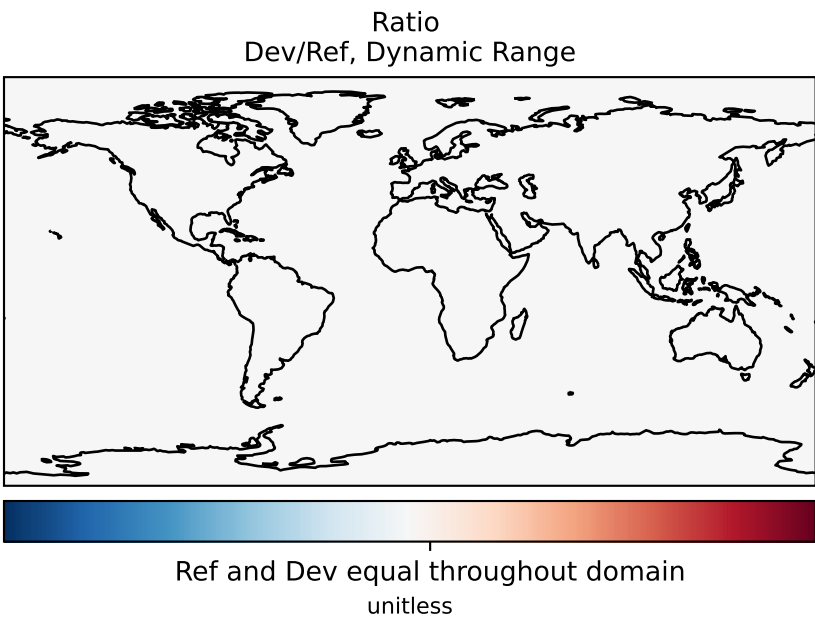 Ratio
Dev/Ref, Dynamic Range
Ref and Dev equal throughout domain
unitless